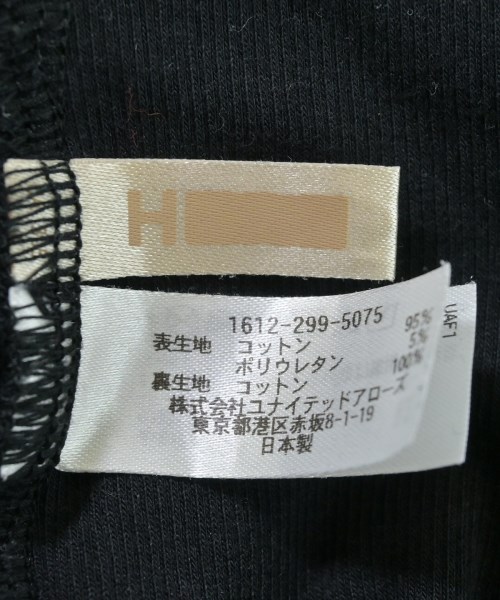 H
1612-299-5075
表生地 コットン 95%
ポリウレタン 5%
裏生地 コットン 100%
株式会社ユナイテッドアローズ
東京都港区赤坂8-1-19
日本製
UAF1